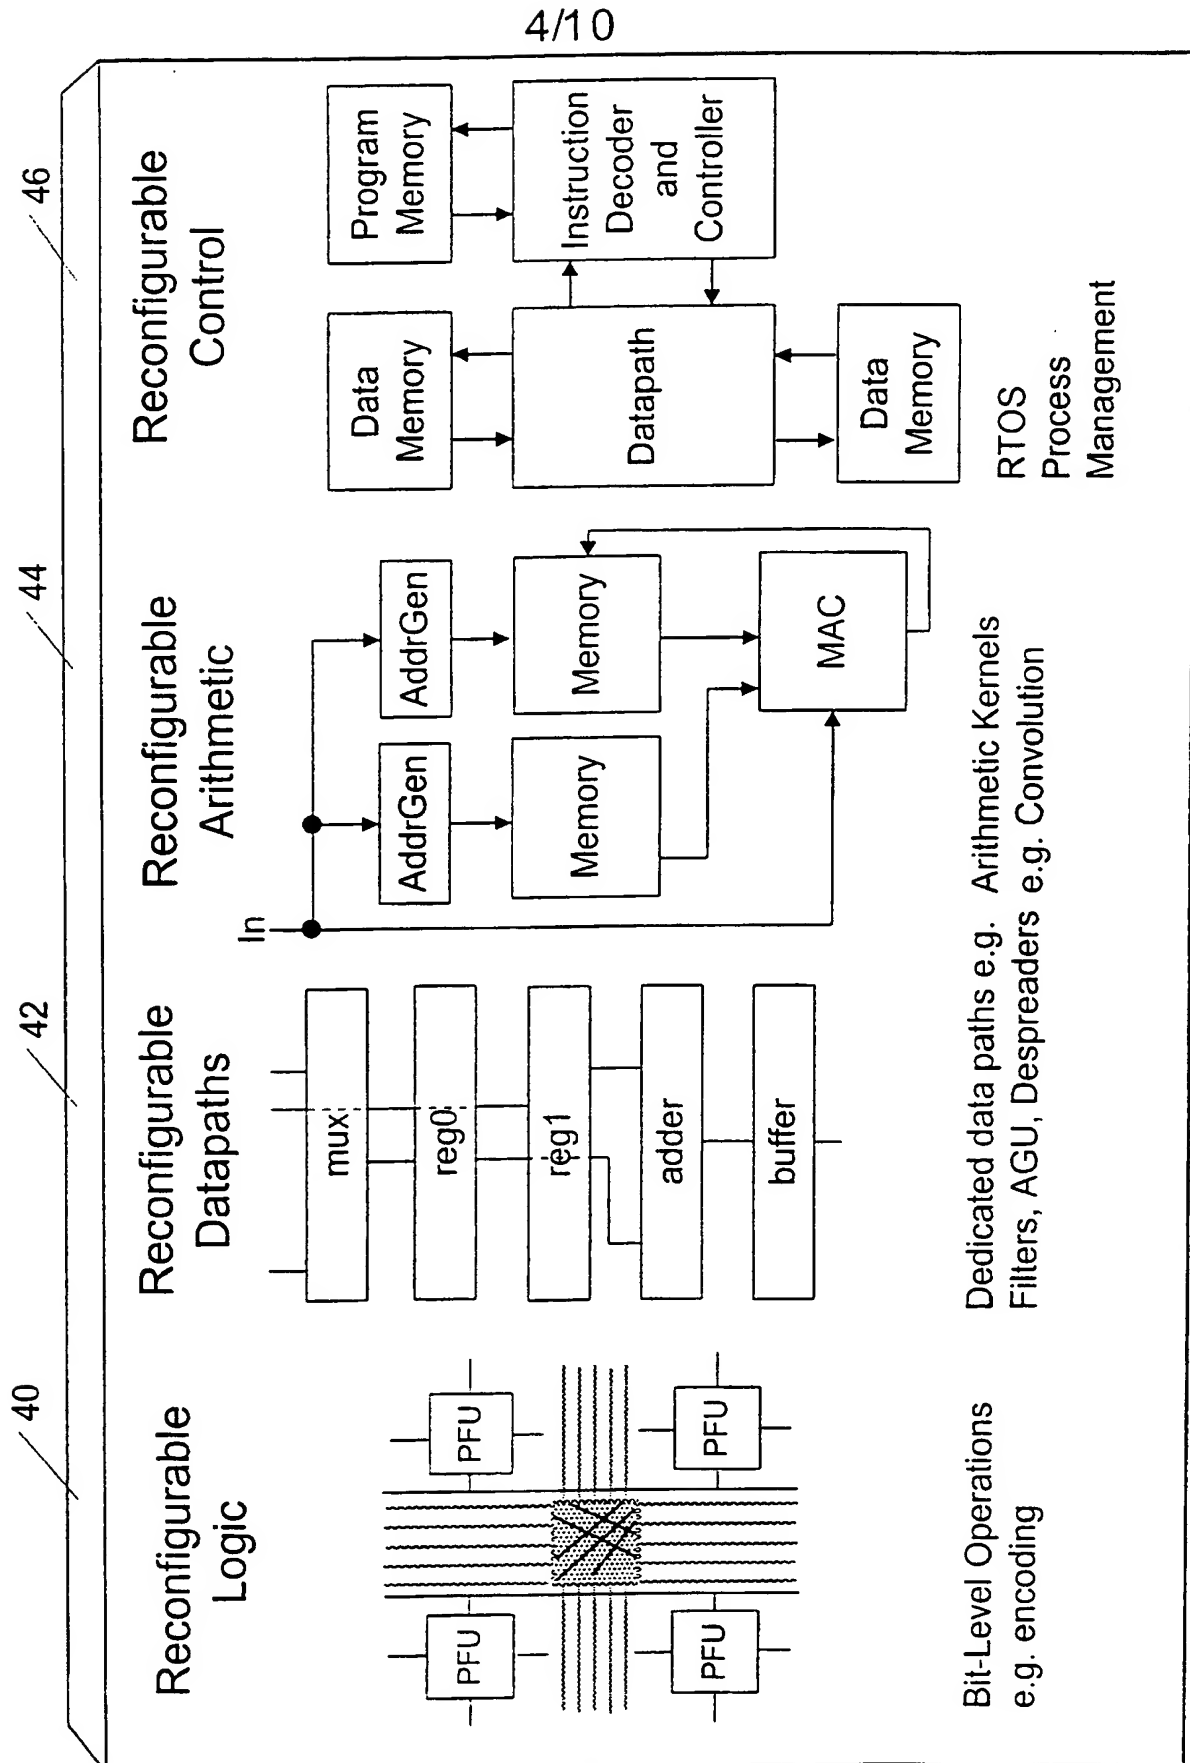 4/10
40
42
44
46
Reconfigurable
Logic
PFU
PFU
PFU
PFU
Bit-Level Operations
e.g. encoding
Reconfigurable
Datapaths
mux
reg0
reg1
adder
buffer
Dedicated data paths e.g.
Filters, AGU, Despreaders
Reconfigurable
Arithmetic
In
AddrGen
AddrGen
Memory
Memory
MAC
Arithmetic Kernels
e.g. Convolution
Reconfigurable
Control
Data
Memory
Program
Memory
Datapath
Instruction
Decoder
and
Controller
Data
Memory
RTOS
Process
Management